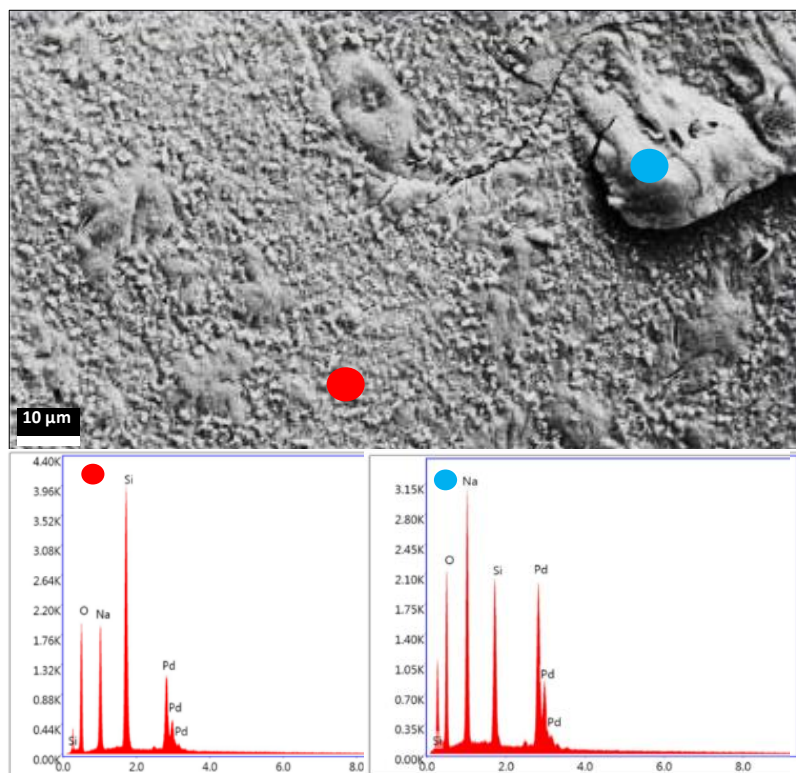 10 µm
4.40K
3.96K
3.52K
3.08K
2.64K
2.20K
1.76K
1.32K
0.88K
0.44K
0.00K
Si
O
Na
Si
Pd
Pd
Pd
0.0
2.0
4.0
6.0
8.0
3.15K
2.80K
2.45K
2.10K
1.75K
1.40K
1.05K
0.70K
0.35K
0.00K
Si
O
Na
Si
Pd
Pd
Pd
0.0
2.0
4.0
6.0
8.0